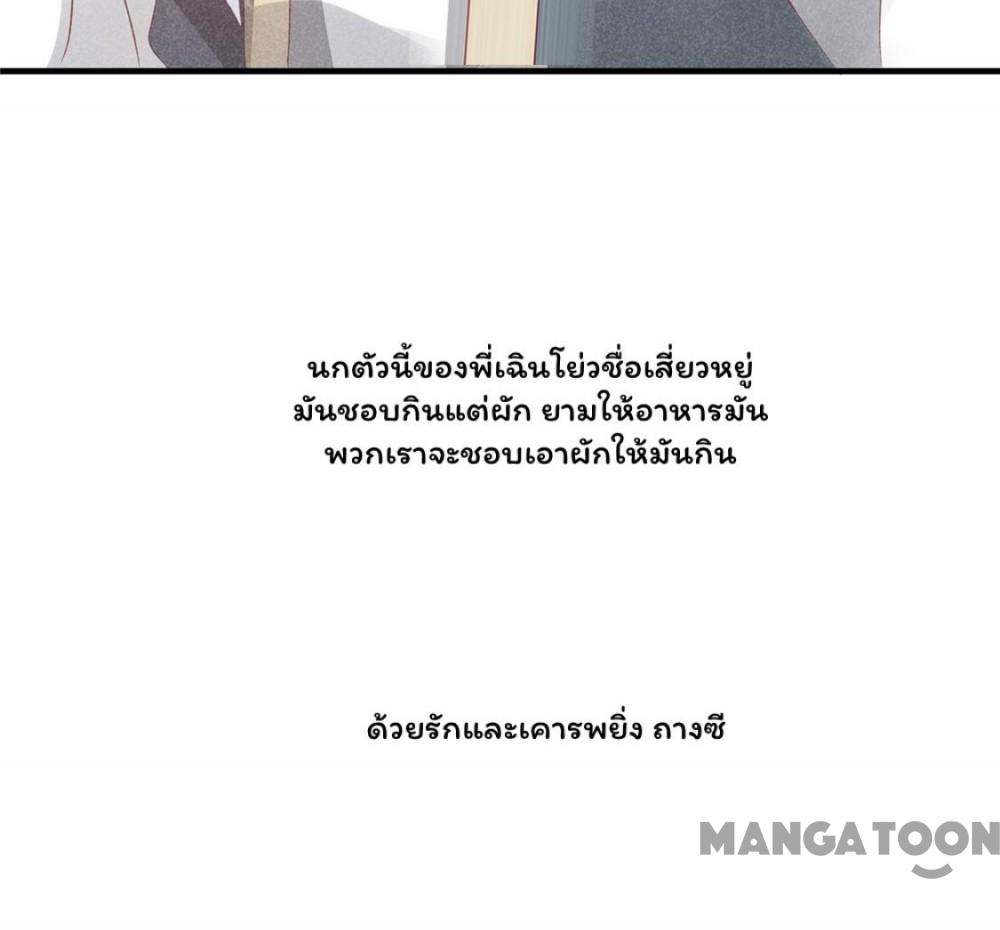 นกตัวนี้ของพี่เฉินโย่วชื่อเสี่ยวหยู่
มันชอบกินแต่ผัก ยามให้อาหารมัน
พวกเราจะชอบเอาผักให้มันกิน
ด้วยรักและเคารพยิ่ง ถางซี
MANGATOON